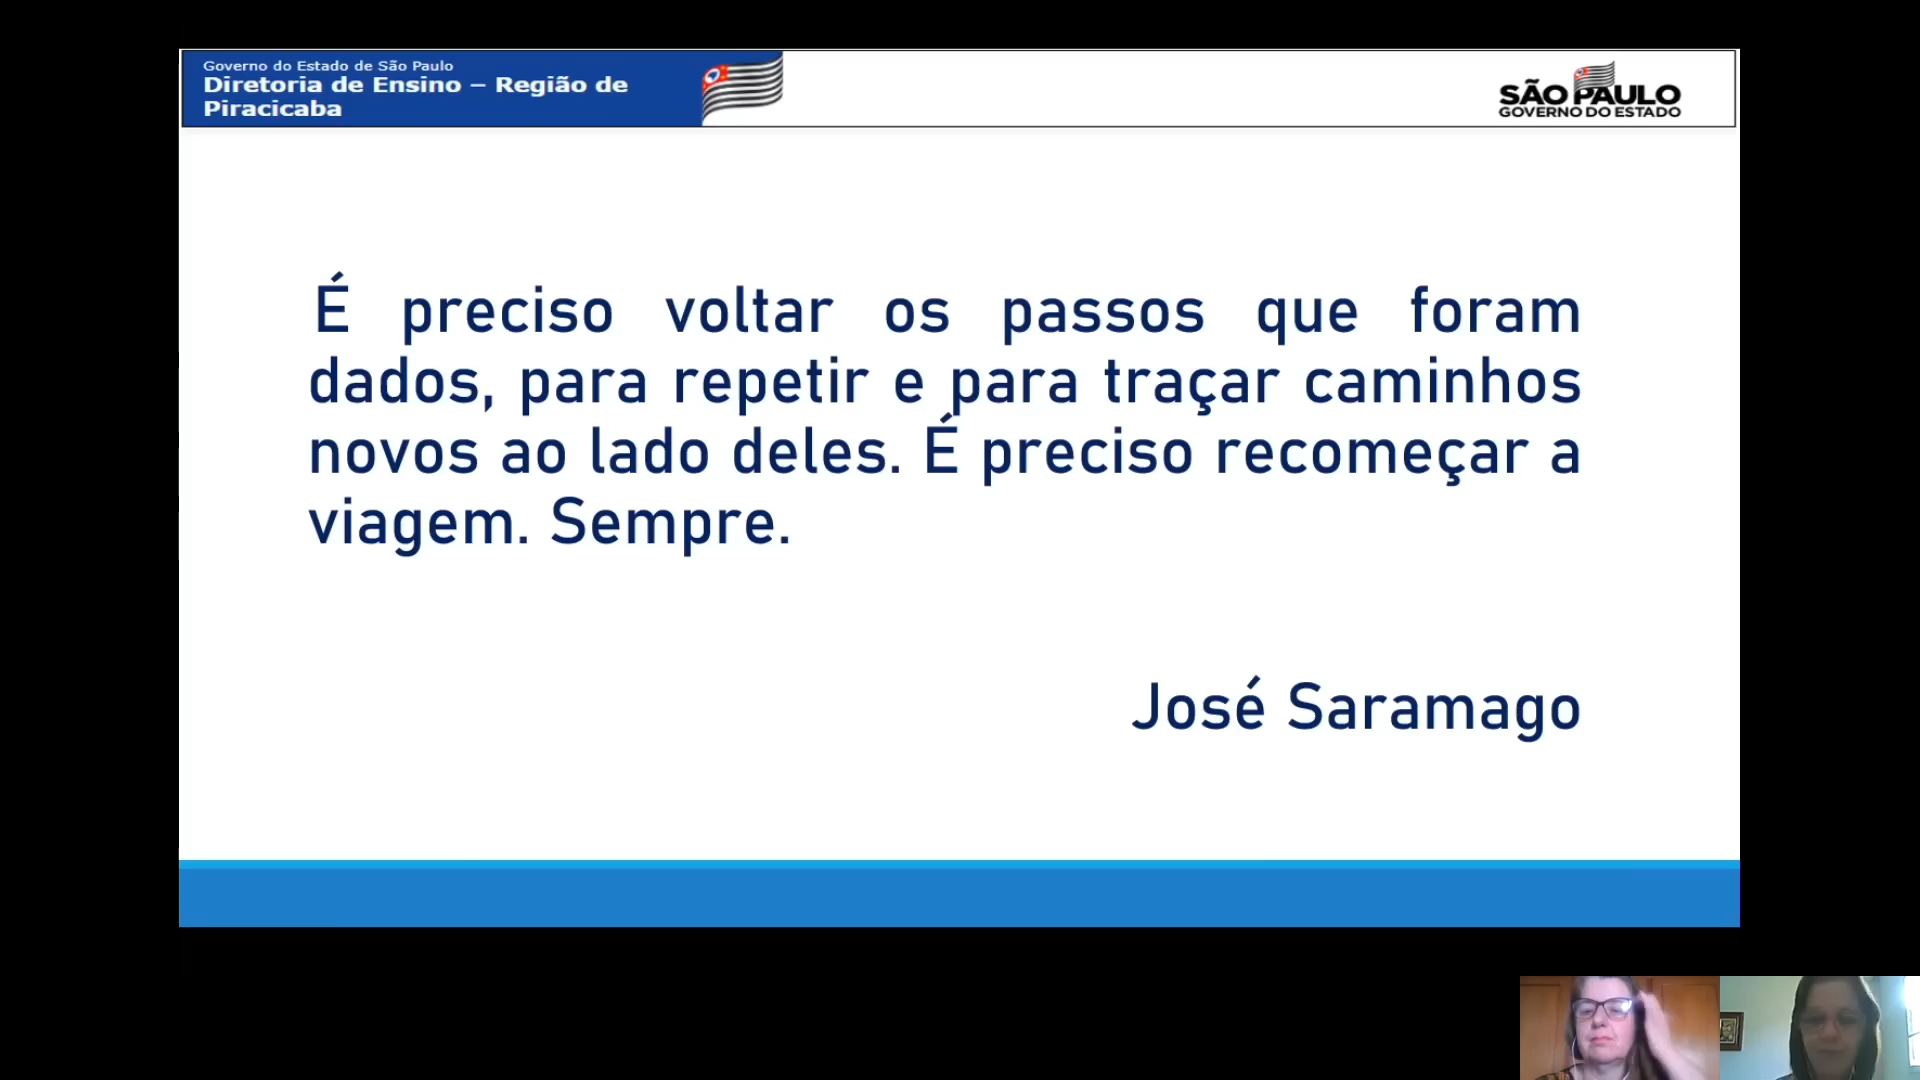 Governo do Estado de São Paulo
Diretoria de Ensino – Região de
Piracicaba
SÃO PAULO
GOVERNO DO ESTADO
É preciso voltar os passos que foram
dados, para repetir e para traçar caminhos
novos ao lado deles. É preciso recomeçar a
viagem. Sempre.
José Saramago